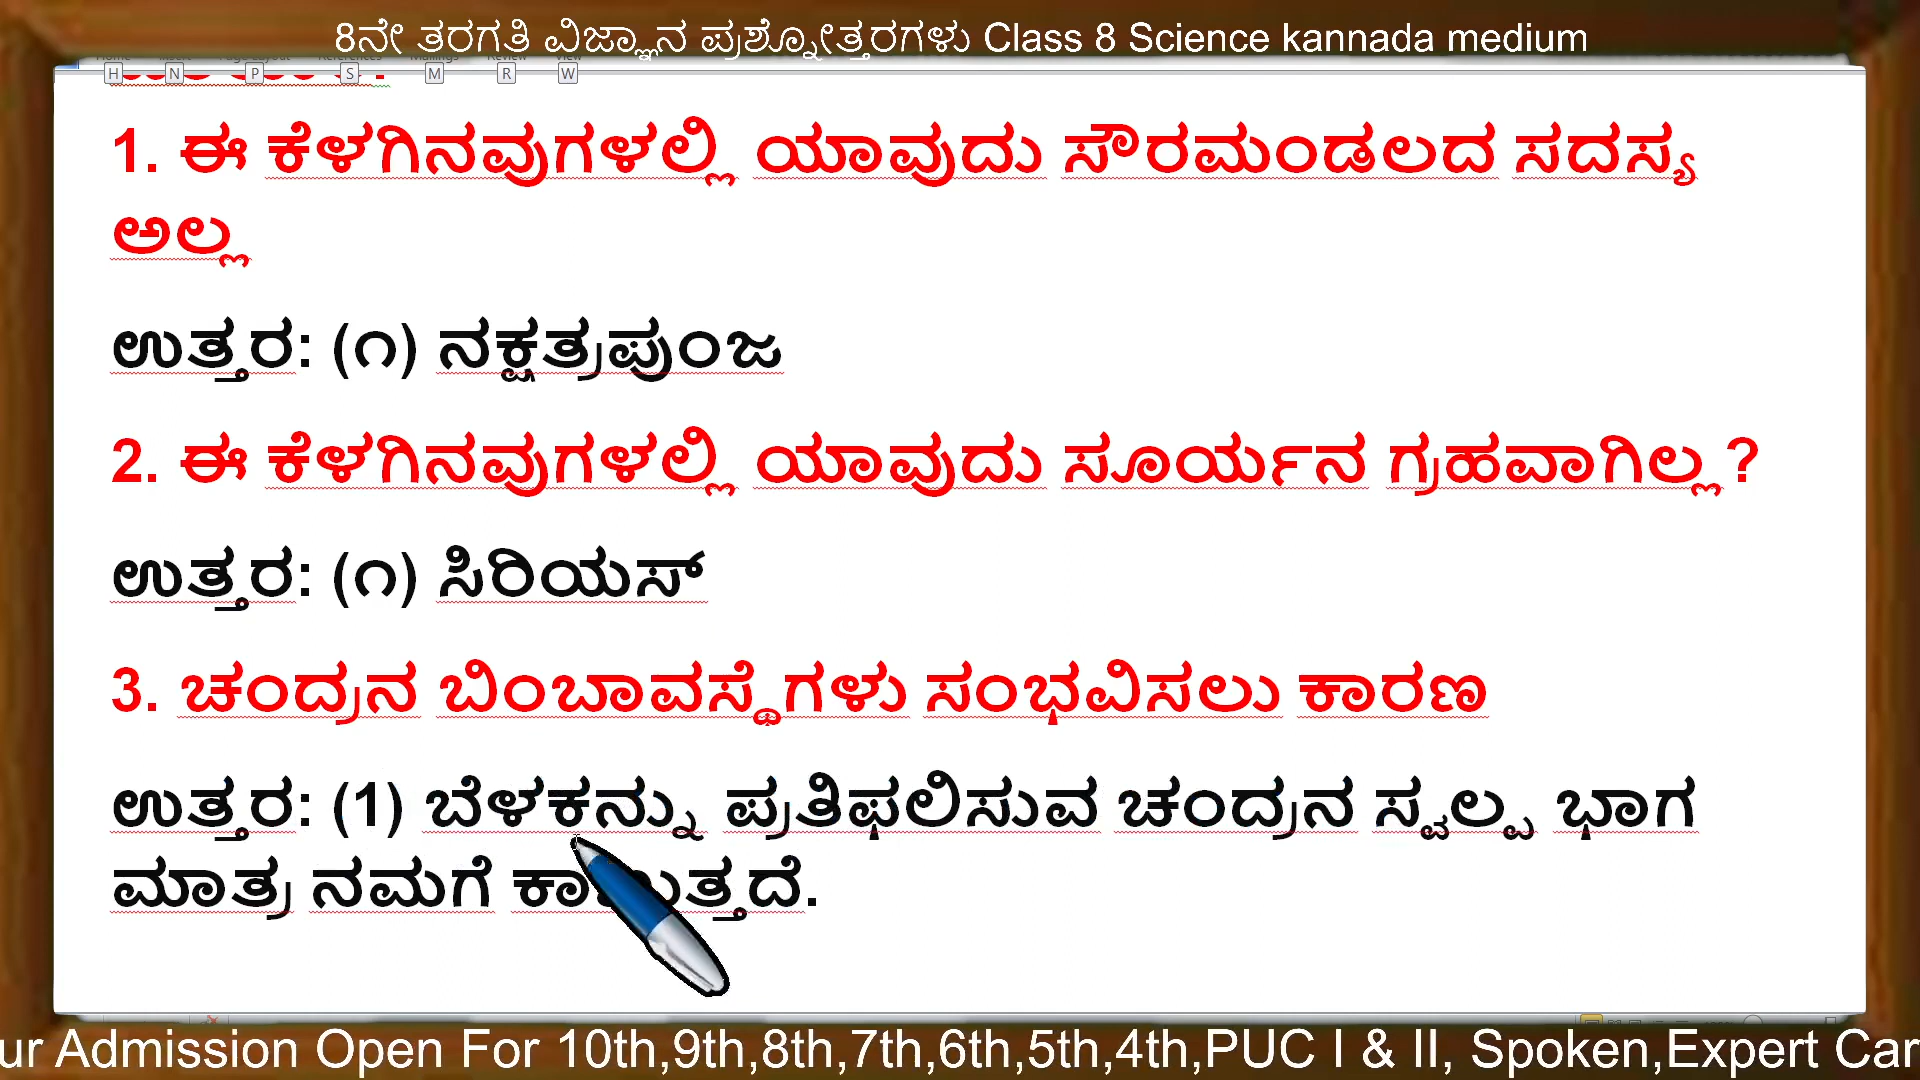 8ನೇ ತರಗತಿ ವಿಜ್ಞಾನ ಪ್ರಶ್ನೋತ್ತರಗಳು Class 8 Science kannada medium
H N P S M R W
1. ಈ ಕೆಳಗಿನವುಗಳಲ್ಲಿ ಯಾವುದು ಸೌರಮಂಡಲದ ಸದಸ್ಯ
ಅಲ್ಲ
ಉತ್ತರ: (೧) ನಕ್ಷತ್ರಪುಂಜ
2. ಈ ಕೆಳಗಿನವುಗಳಲ್ಲಿ ಯಾವುದು ಸೂರ್ಯನ ಗ್ರಹವಾಗಿಲ್ಲ?
ಉತ್ತರ: (೧) ಸಿರಿಯಸ್
3. ಚಂದ್ರನ ಬಿಂಬಾವಸ್ಥೆಗಳು ಸಂಭವಿಸಲು ಕಾರಣ
ಉತ್ತರ: (1) ಬೆಳಕನ್ನು ಪ್ರತಿಫಲಿಸುವ ಚಂದ್ರನ ಸ್ವಲ್ಪ ಭಾಗ
ಮಾತ್ರ ನಮಗೆ ಕಾಣುತ್ತದೆ.
ur Admission Open For 10th,9th,8th,7th,6th,5th,4th,PUC I & II, Spoken,Expert Car